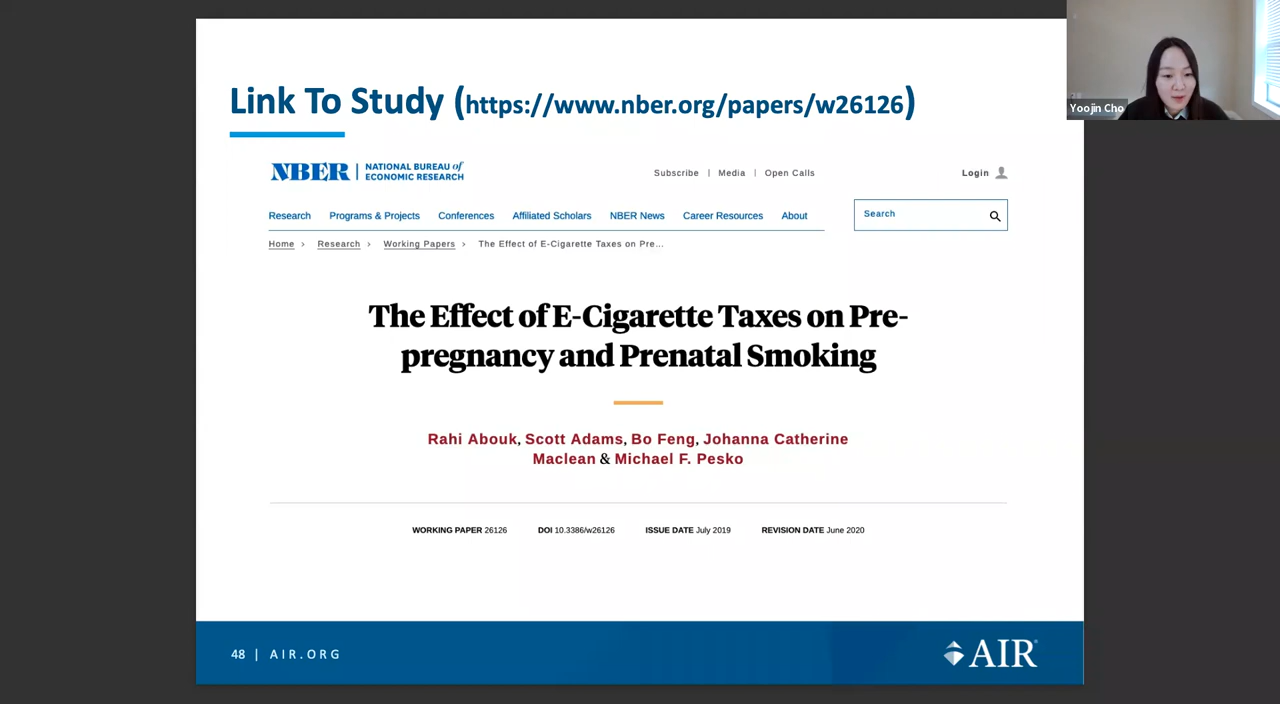 Link To Study (https://www.nber.org/papers/w26126)
Yoojin Cho
NBER | NATIONAL BUREAU of
ECONOMIC RESEARCH
Subscribe | Media | Open Calls
Login
Research Programs & Projects Conferences Affiliated Scholars NBER News Career Resources About
Search
Home > Research > Working Papers > The Effect of E-Cigarette Taxes on Pre...
The Effect of E-Cigarette Taxes on Pre-
pregnancy and Prenatal Smoking
Rahi Abouk, Scott Adams, Bo Feng, Johanna Catherine
Maclean & Michael F. Pesko
WORKING PAPER 26126 DOI 10.3386/w26126 ISSUE DATE July 2019 REVISION DATE June 2020
48 | AIR.ORG
AIR®